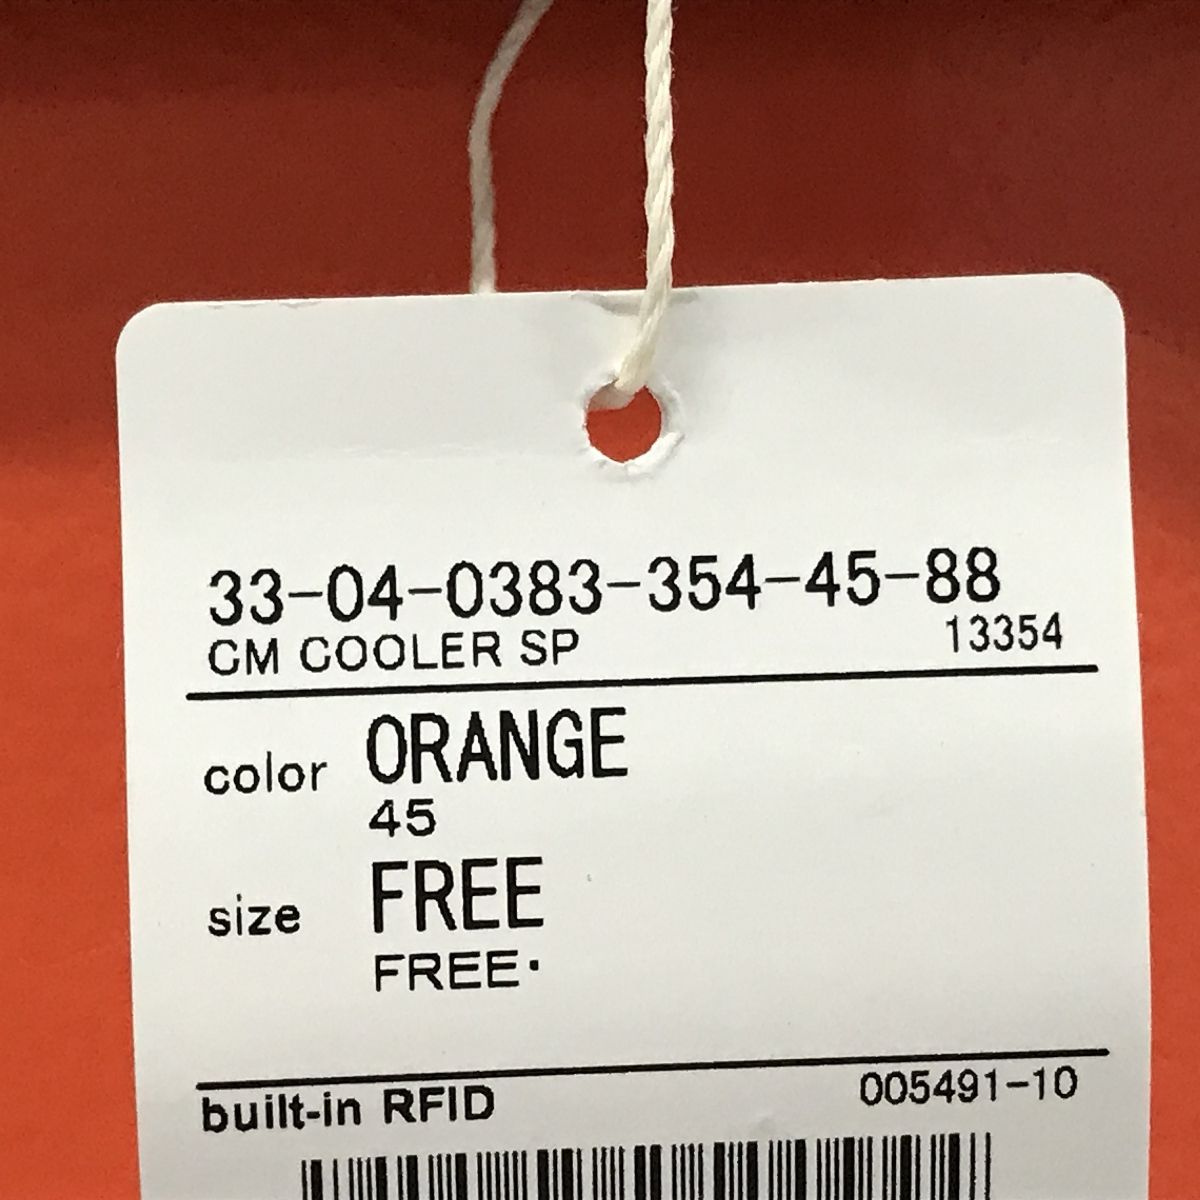 33-04-0383-354-45-88
CM COOLER SP 13354
color ORANGE
45
size FREE
FREE·
built-in RFID 005491-10